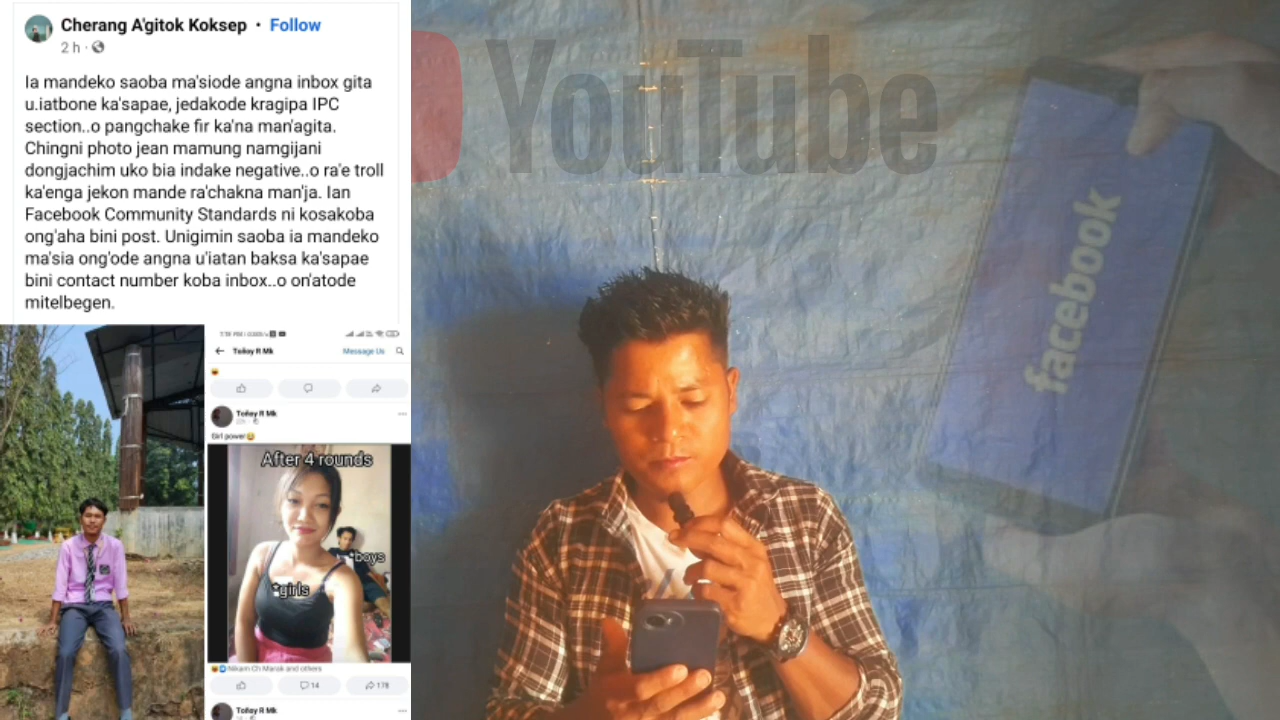 Cherang A'gitok Koksep • Follow
2 h
Ia mandeko saoba ma'siode angna inbox gita
u.iatbone ka'sapae, jedakode kragipa IPC
section..o pangchake fir ka'na man'agita.
Chingni photo jean mamung namgijani
dongjachim uko bia indake negative..o ra'e troll
ka'enga jekon mande ra'chakna man'ja. Ian
Facebook Community Standards ni kosakoba
ong'aha bini post. Unigimin saoba ia mandeko
ma'sia ong'ode angna u'iatan baksa ka'sapae
bini contact number koba inbox..o on'atode
mitelbegen.
Toñoy R Mk
Message Us
Toñoy R Mk
Girl power
After 4 rounds
*boys
*girls
Nikam Ch Marak and others
14
178
Toñoy R Mk
YouTube
facebook